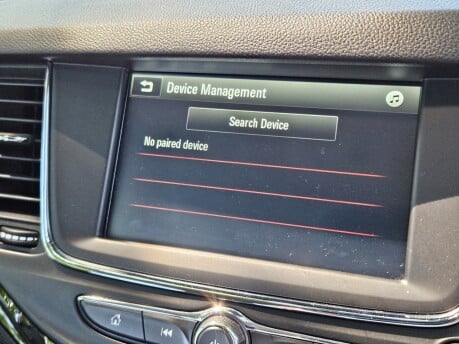 Device Management
Search Device
No paired device